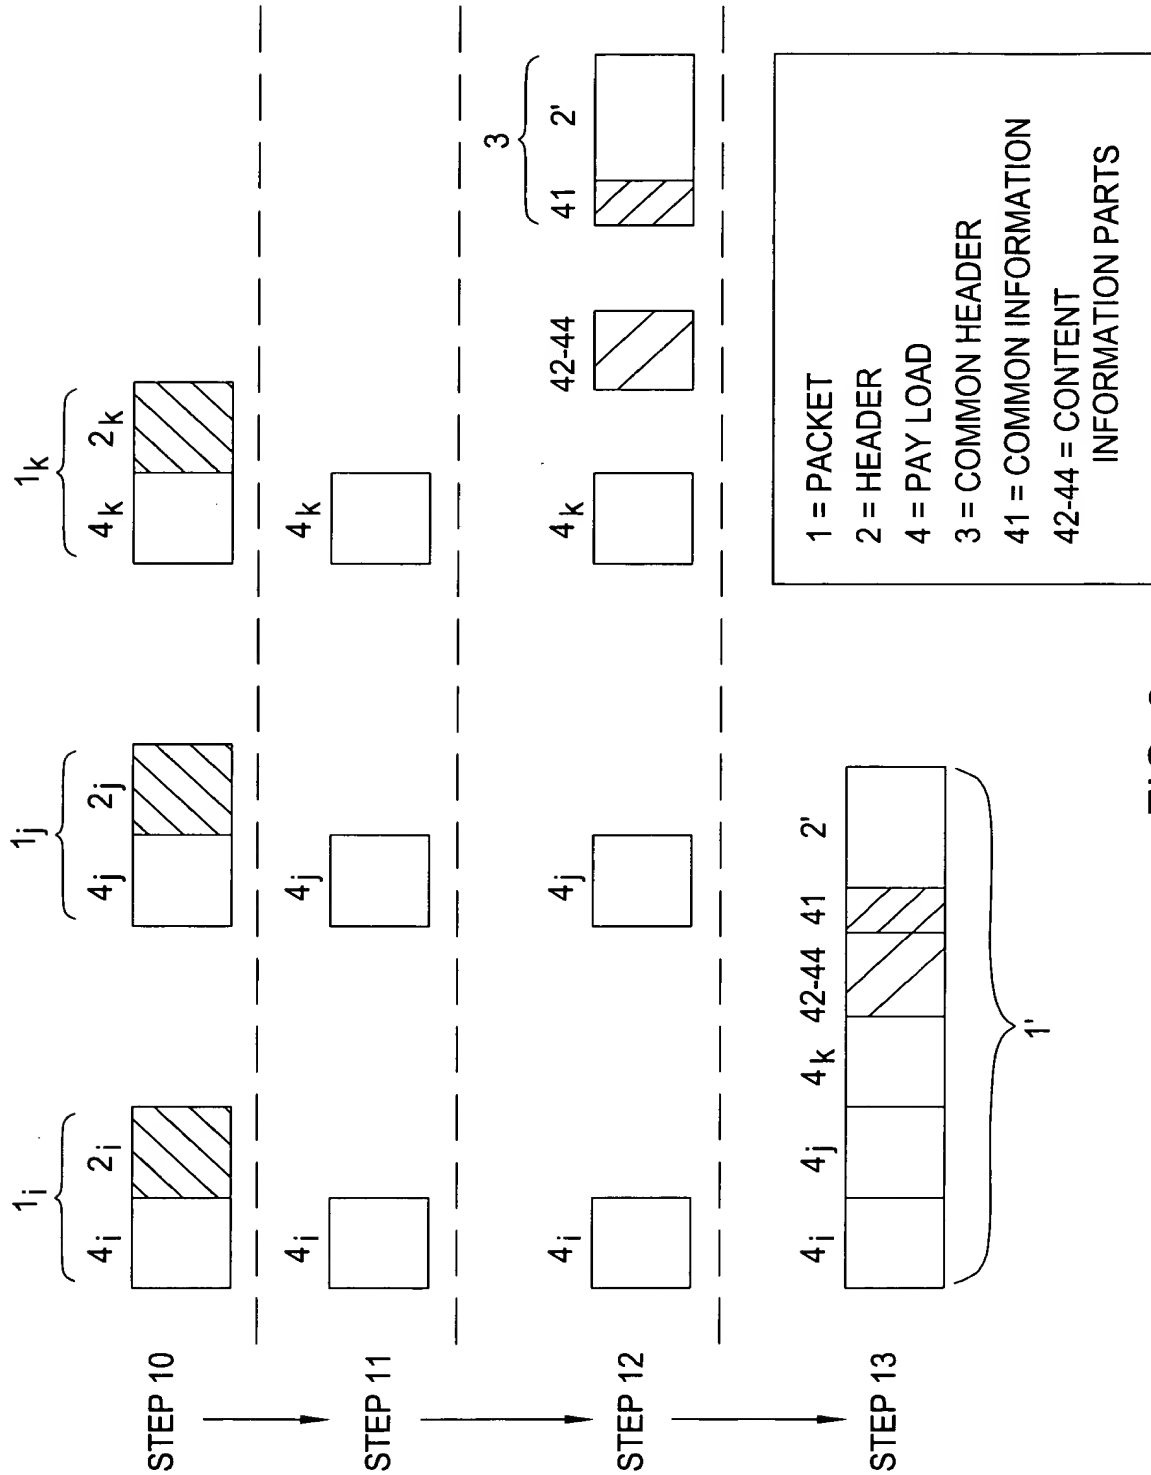 1i 1j 1k
4i 2i 4j 2j 4k 2k
STEP 10
4i 4j 4k
STEP 11
3
4i 4j 4k 42-44 41 2'
STEP 12
4i 4j 4k 42-44 41 2'
STEP 13
1'
1 = PACKET
2 = HEADER
4 = PAY LOAD
3 = COMMON HEADER
41 = COMMON INFORMATION
42-44 = CONTENT
INFORMATION PARTS